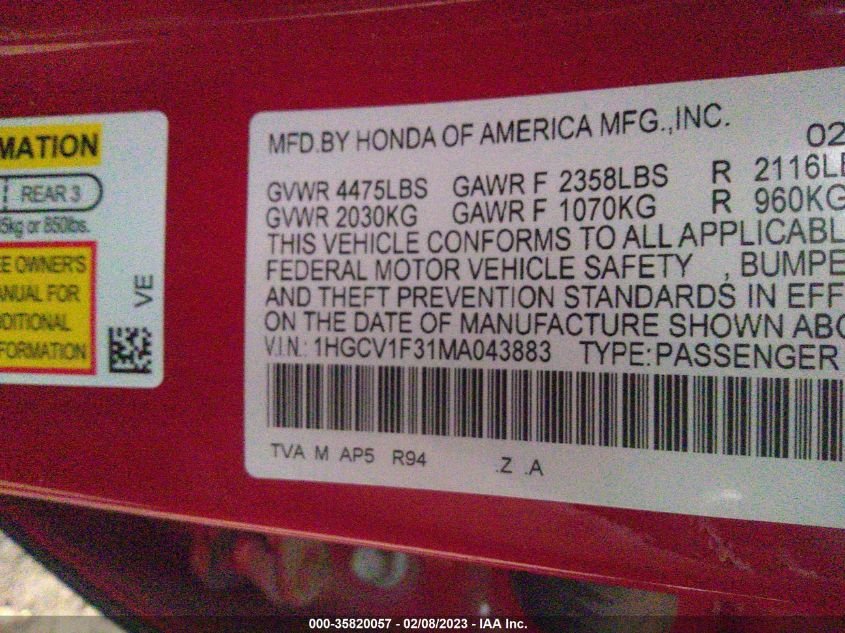 MATION
REAR 3
5kg or 850lbs.
EE OWNER'S
ANUAL FOR
DDITIONAL
FORMATION
VE
MFD.BY HONDA OF AMERICA MFG.,INC.
02
GVWR 4475LBS GAWR F 2358LBS R 2116LB
GVWR 2030KG GAWR F 1070KG R 960KG
THIS VEHICLE CONFORMS TO ALL APPLICABL
FEDERAL MOTOR VEHICLE SAFETY , BUMPE
AND THEFT PREVENTION STANDARDS IN EFF
ON THE DATE OF MANUFACTURE SHOWN ABO
V.I.N.: 1HGCV1F31MA043883 TYPE:PASSENGER
TVA M AP5 R94 .Z .A
000-35820057 - 02/08/2023 - IAA Inc.